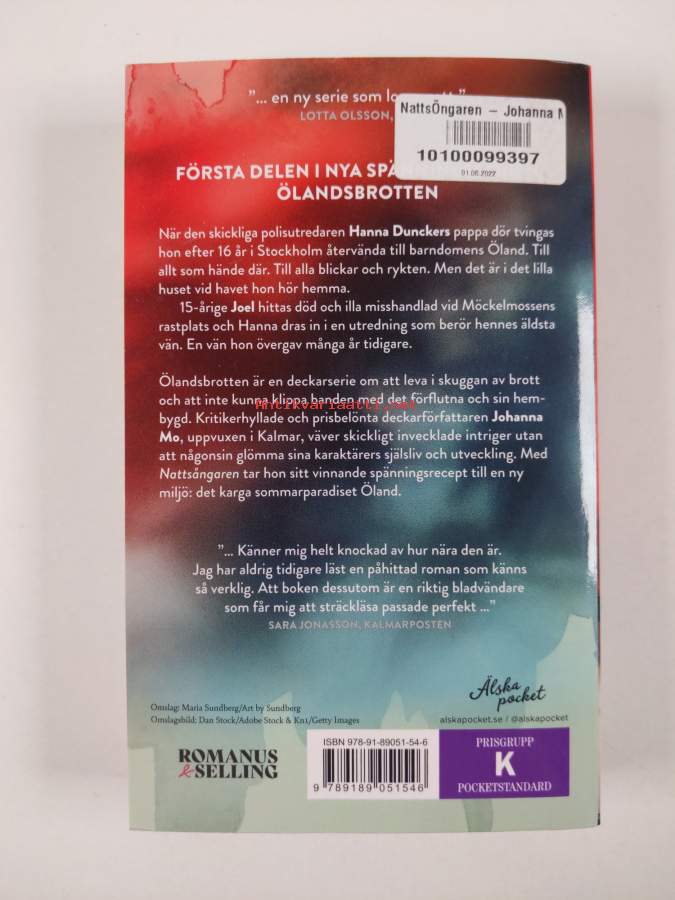 "... en ny serie som
LOTTA OLSSON,
NattsÖngaren – Johanna M
10100099397
01.06.2022
FÖRSTA DELEN I NYA
ÖLANDSBROTTEN
När den skickliga polisutredaren Hanna Dunckers pappa dör tvingas
hon efter 16 år i Stockholm återvända till barndomens Öland. Till
allt som hände där. Till alla blickar och rykten. Men det är i det lilla
huset vid havet hon hör hemma.
15-årige Joel hittas död och illa misshandlad vid Möckelmossens
rastplats och Hanna dras in i en utredning som berör hennes äldsta
vän. En vän hon övergav många år tidigare.
Ölandsbrotten är en deckarserie om att leva i skuggan av brott
och att inte kunna klippa banden med det förflutna och sin hem-
Antikvariaatti.net
bygd. Kritikerhyllade och prisbelönta deckarförfattaren Johanna
Mo, uppvuxen i Kalmar, väver skickligt invecklade intriger utan
att någonsin glömma sina karaktärers själsliv och utveckling. Med
Nattsångaren tar hon sitt vinnande spänningsrecept till en ny
miljö: det karga sommarparadiset Öland.
"... Känner mig helt knockad av hur nära den är.
Jag har aldrig tidigare läst en påhittad roman som känns
så verklig. Att boken dessutom är en riktig bladvändare
som får mig att sträckläsa passade perfekt ..."
SARA JONASSON, KALMARPOSTEN
Älska
pocket
Omslag: Maria Sundberg/Art by Sundberg
Omslagsbild: Dan Stock/Adobe Stock & Kn1/Getty Images
alskapocket.se / @alskapocket
ROMANUS
& SELLING
ISBN 978-91-89051-54-6
9 789189 051546
PRISGRUPP
K
POCKETSTANDARD